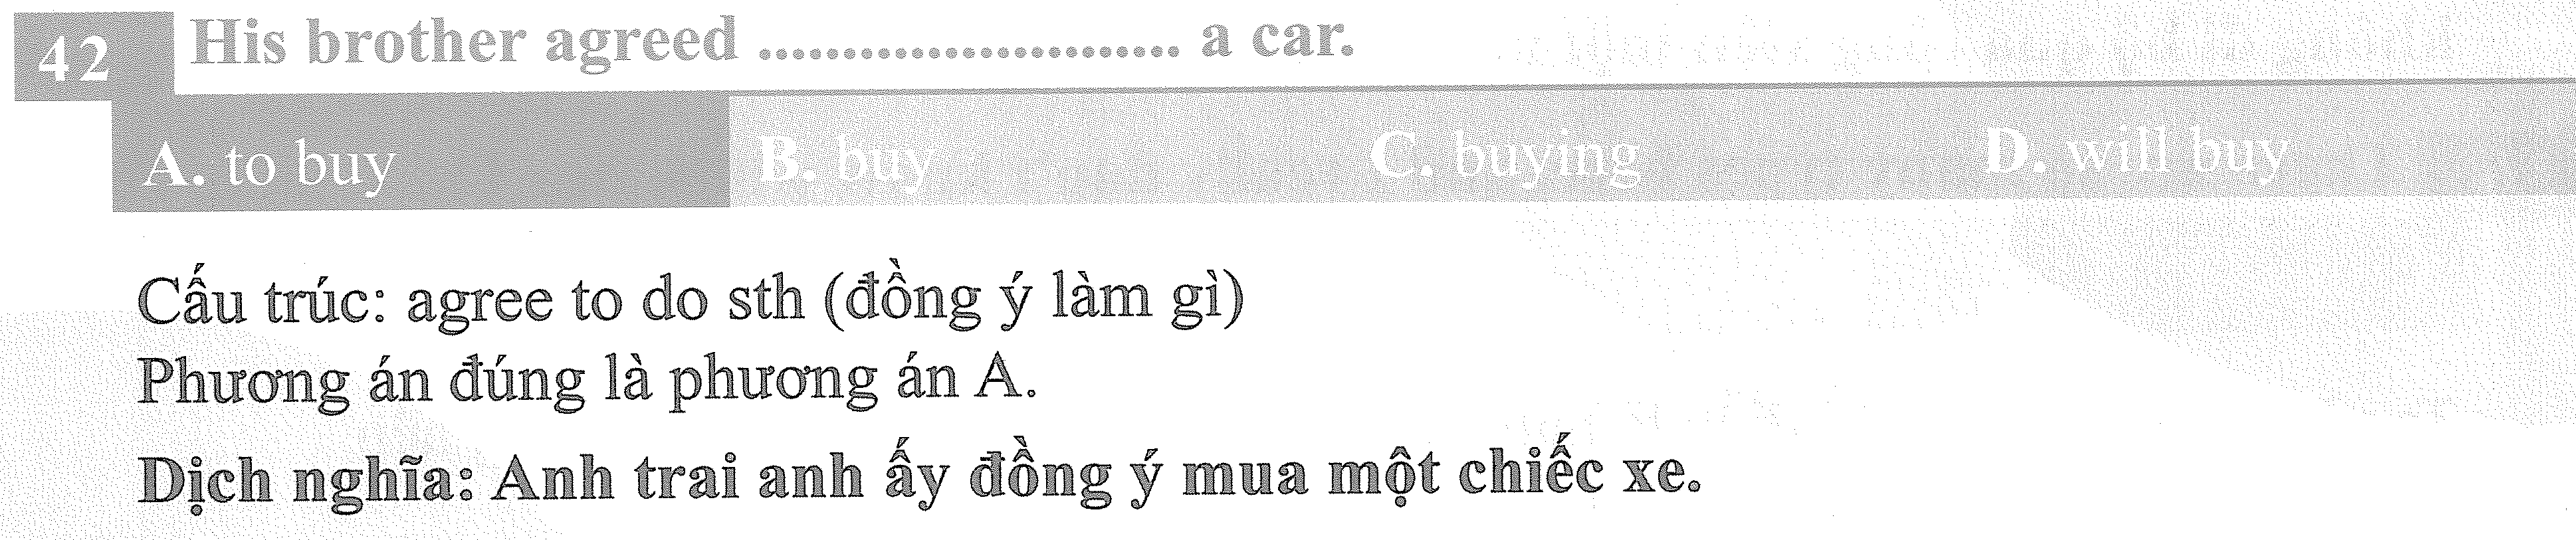 42 His brother agreed ........................ a car.
A. to buy B. buy C. buying D. will buy
Cấu trúc: agree to do sth (đồng ý làm gì)
Phương án đúng là phương án A.
Dịch nghĩa: Anh trai anh ấy đồng ý mua một chiếc xe.